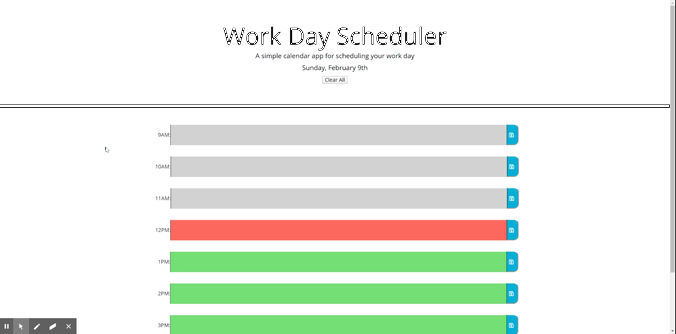 Work Day Scheduler
A simple calendar app for scheduling your work day
Sunday, February 9th
Clear All
9AM
10AM
11AM
12PM
1PM
2PM
3PM